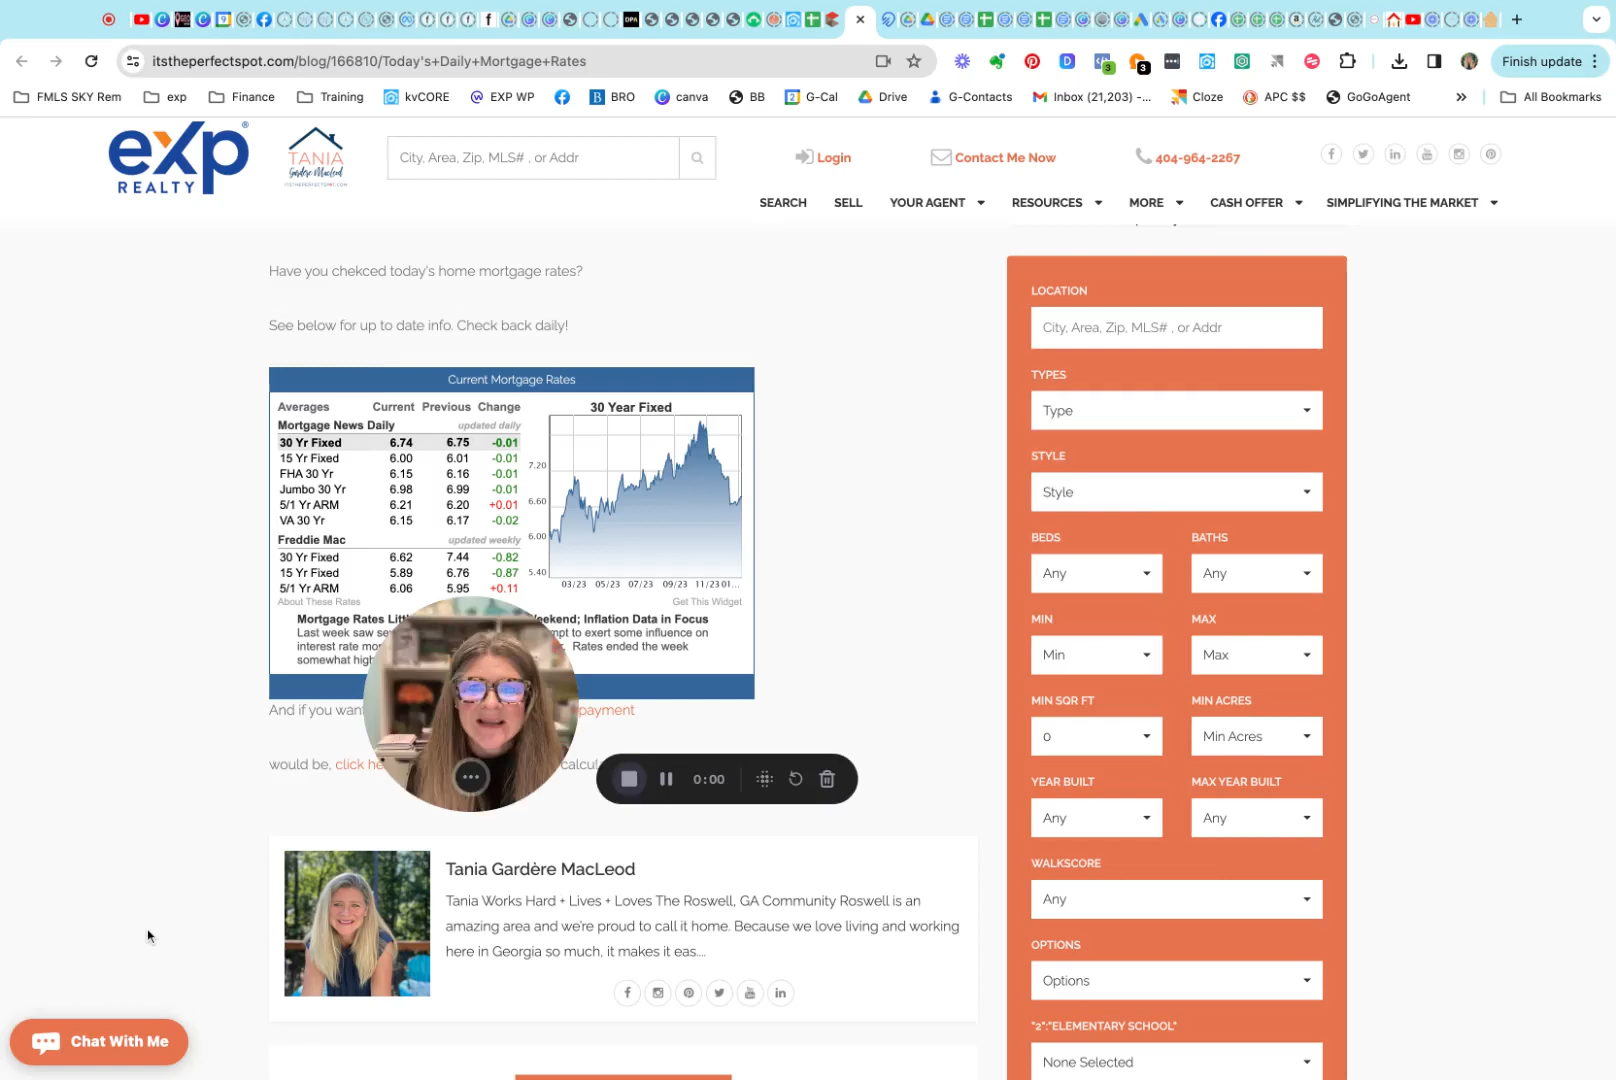 itstheperfectspot.com/blog/166810/Today's+Daily+Mortgage+Rates
Finish update
FMLS SKY Rem
exp
Finance
Training
kvCORE
EXP WP
BRO
canva
BB
G-Cal
Drive
G-Contacts
Inbox (21,203) -...
Cloze
APC $$
GoGoAgent
All Bookmarks
eXp
REALTY
TANIA
Gardère MacLeod
ITSTHEPERFECTSPOT.COM
City, Area, Zip, MLS# , or Addr
Login
Contact Me Now
404-964-2267
SEARCH
SELL
YOUR AGENT
RESOURCES
MORE
CASH OFFER
SIMPLIFYING THE MARKET
Have you chekced today's home mortgage rates?
See below for up to date info. Check back daily!
Current Mortgage Rates
Averages Current Previous Change
Mortgage News Daily updated daily
30 Yr Fixed 6.74 6.75 -0.01
15 Yr Fixed 6.00 6.01 -0.01
FHA 30 Yr 6.15 6.16 -0.01
Jumbo 30 Yr 6.98 6.99 -0.01
5/1 Yr ARM 6.21 6.20 +0.01
VA 30 Yr 6.15 6.17 -0.02
Freddie Mac updated weekly
30 Yr Fixed 6.62 7.44 -0.82
15 Yr Fixed 5.89 6.76 -0.87
5/1 Yr ARM 6.06 5.95 +0.11
About These Rates
30 Year Fixed
7.20
6.60
6.00
5.40
03/23 05/23 07/23 09/23 11/23 01...
Get This Widget
Mortgage Rates Weekend; Inflation Data in Focus
Last week saw to exert some influence on
interest rate Rates ended the week
somewhat
And if you want payment
would be, click
0:00
Tania Gardère MacLeod
Tania Works Hard + Lives + Loves The Roswell, GA Community Roswell is an
amazing area and we're proud to call it home. Because we love living and working
here in Georgia so much, it makes it eas....
Chat With Me
LOCATION
City, Area, Zip, MLS# , or Addr
TYPES
Type
STYLE
Style
BEDS
Any
BATHS
Any
MIN
Min
MAX
Max
MIN SQR FT
0
MIN ACRES
Min Acres
YEAR BUILT
Any
MAX YEAR BUILT
Any
WALKSCORE
Any
OPTIONS
Options
"2":"ELEMENTARY SCHOOL"
None Selected